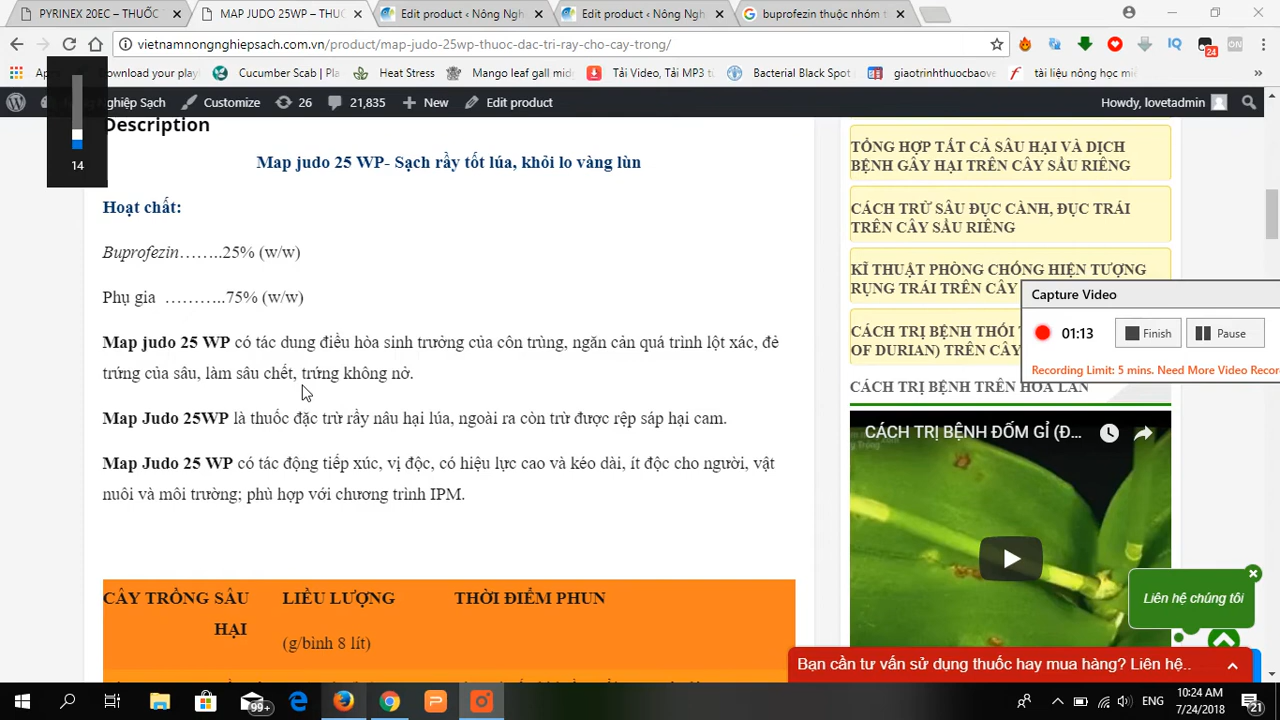 PYRINEX 20EC – THUỐC
MAP JUDO 25WP – THUỐ
Edit product ‹ Nông Ngh
Edit product ‹ Nông Ngh
buprofezin thuộc nhóm
vietnamnongnghiepsach.com.vn/product/map-judo-25wp-thuoc-dac-tri-ray-cho-cay-trong/
24
ON
Download your playli
Cucumber Scab | Pla
Heat Stress
Mango leaf gall mid
Tải Video, Tải MP3 từ
Bacterial Black Spot
giaotrinhthuocbaove
tài liệu nông học miễ
Nghiệp Sạch
Customize
26
21,835
New
Edit product
Howdy, lovetadmin
14
Description
Map judo 25 WP- Sạch rầy tốt lúa, khỏi lo vàng lùn
Hoạt chất:
Buprofezin……..25% (w/w)
Phụ gia ………..75% (w/w)
Map judo 25 WP có tác dung điều hòa sinh trưởng của côn trùng, ngăn cản quá trình lột xác, đẻ
trứng của sâu, làm sâu chết, trứng không nở.
Map Judo 25WP là thuốc đặc trừ rầy nâu hại lúa, ngoài ra còn trừ được rệp sáp hại cam.
Map Judo 25 WP có tác động tiếp xúc, vị độc, có hiệu lực cao và kéo dài, ít độc cho người, vật
nuôi và môi trường; phù hợp với chương trình IPM.
CÂY TRỒNG SÂU
HẠI
LIỀU LƯỢNG
(g/bình 8 lít)
THỜI ĐIỂM PHUN
TỔNG HỢP TẤT CẢ SÂU HẠI VÀ DỊCH
BỆNH GÂY HẠI TRÊN CÂY SẦU RIÊNG
CÁCH TRỪ SÂU ĐỤC CÀNH, ĐỤC TRÁI
TRÊN CÂY SẦU RIÊNG
KĨ THUẬT PHÒNG CHỐNG HIỆN TƯỢNG
RỤNG TRÁI TRÊN CÂY
CÁCH TRỊ BỆNH THỐI
OF DURIAN) TRÊN CÂY
CÁCH TRỊ BỆNH TRÊN HOA LAN
Capture Video
01:13
Finish
Pause
Recording Limit: 5 mins. Need More Video Recor
CÁCH TRỊ BỆNH ĐỐM GỈ (Đ...
Liên hệ chúng tôi
Bạn cần tư vấn sử dụng thuốc hay mua hàng? Liên hệ..
99+
ENG
10:24 AM
7/24/2018
21